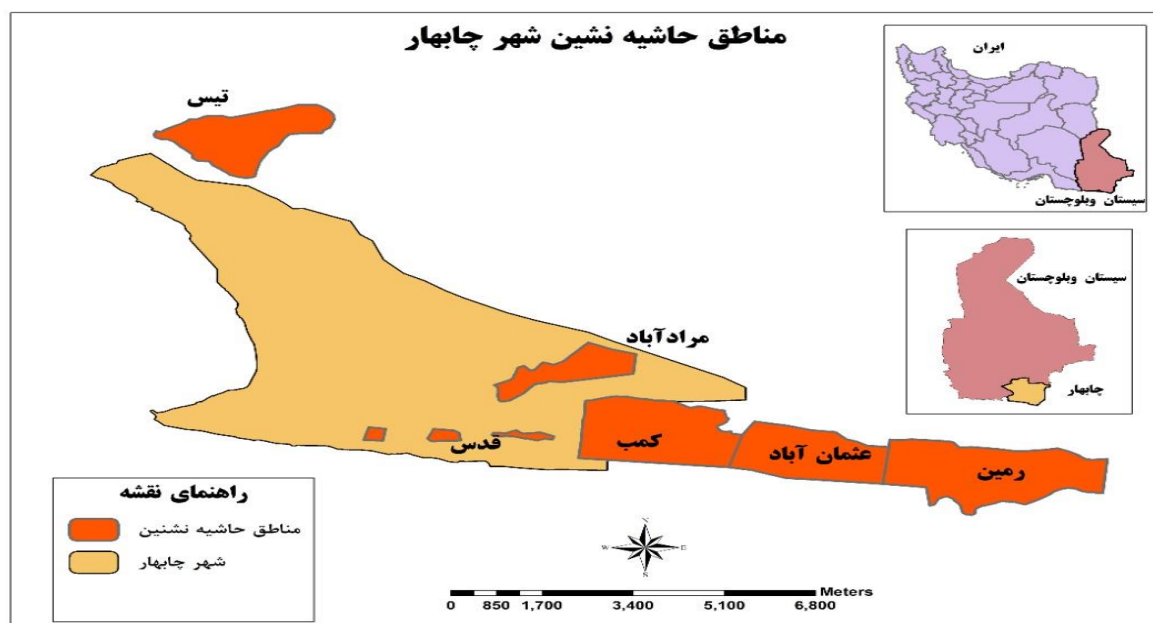 مناطق حاشیه نشین شهر چابهار
ایران
سیستان وبلوچستان
سیستان وبلوچستان
چابهار
تیس
مرادآباد
قدس
کمب
عثمان آباد
رمین
راهنمای نقشه
مناطق حاشیه نشنین
شهر چابهار
N
W E
S
Meters
0 850 1,700 3,400 5,100 6,800